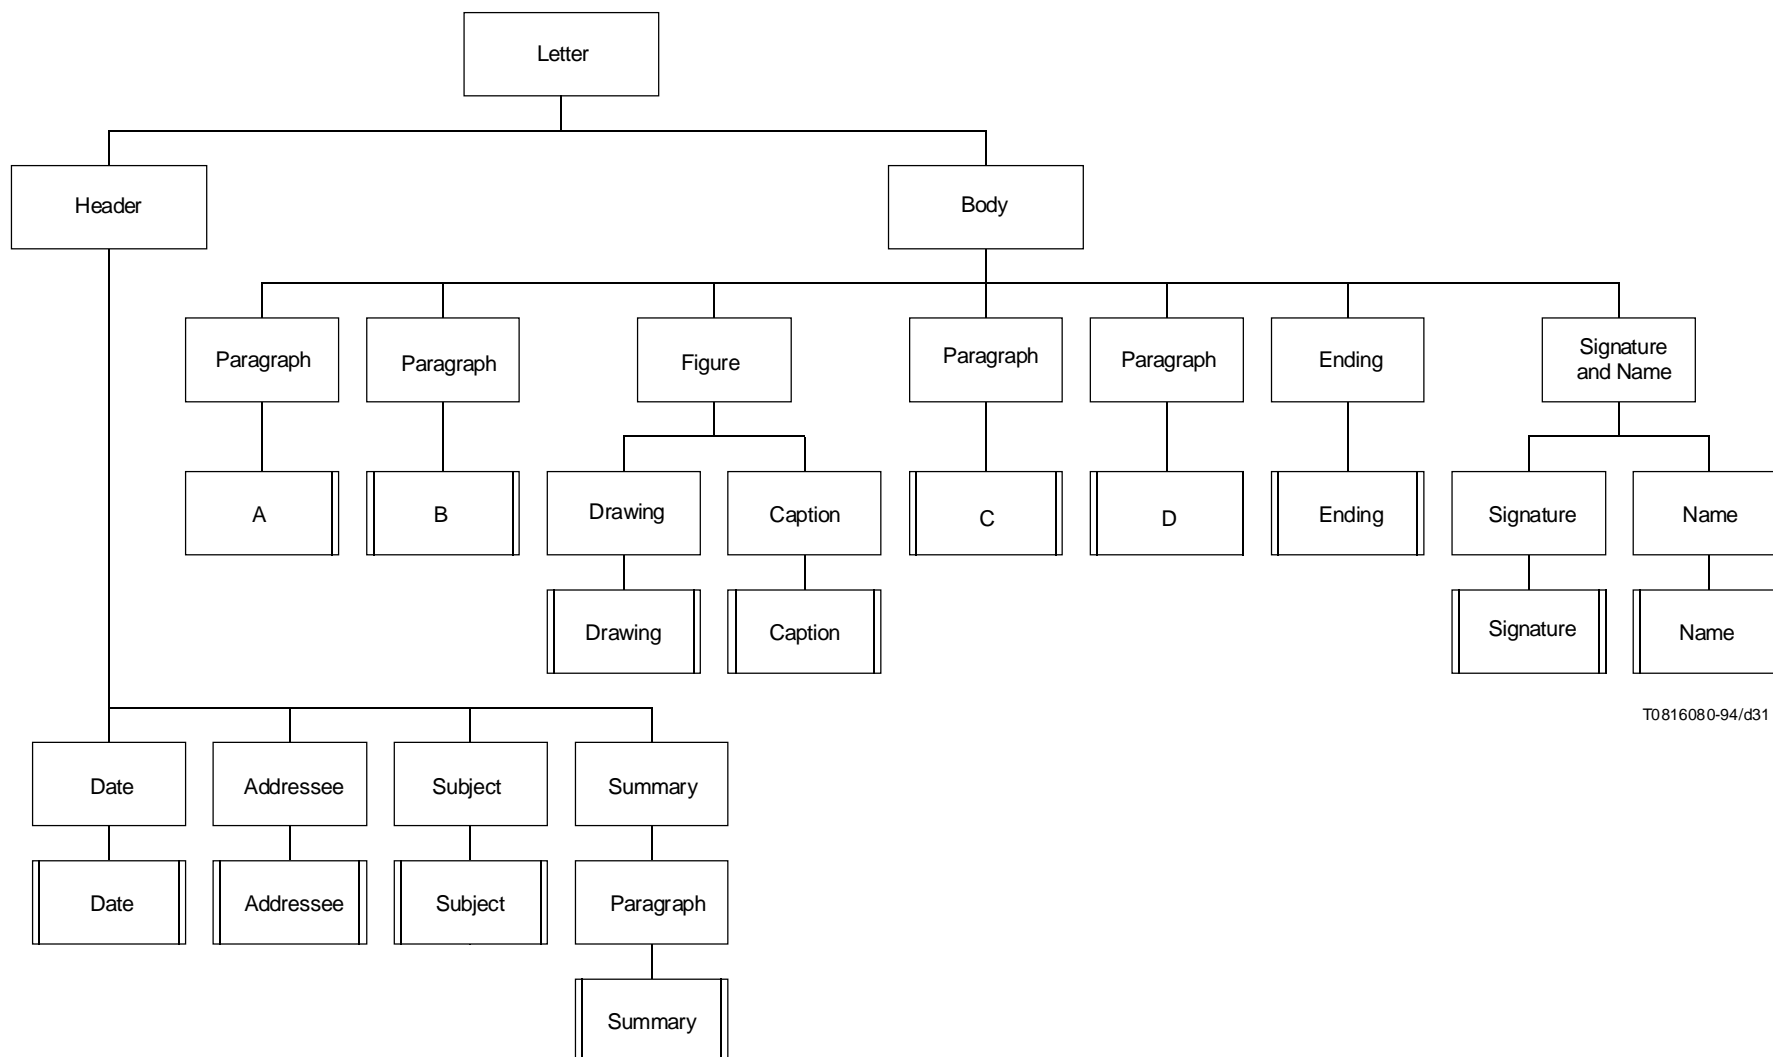 Letter
Header
Body
Paragraph
Paragraph
Figure
Paragraph
Paragraph
Ending
Signature
and Name
A
B
Drawing
Caption
C
D
Ending
Signature
Name
Drawing
Caption
Signature
Name
T0816080-94/d31
Date
Addressee
Subject
Summary
Date
Addressee
Subject
Paragraph
Summary